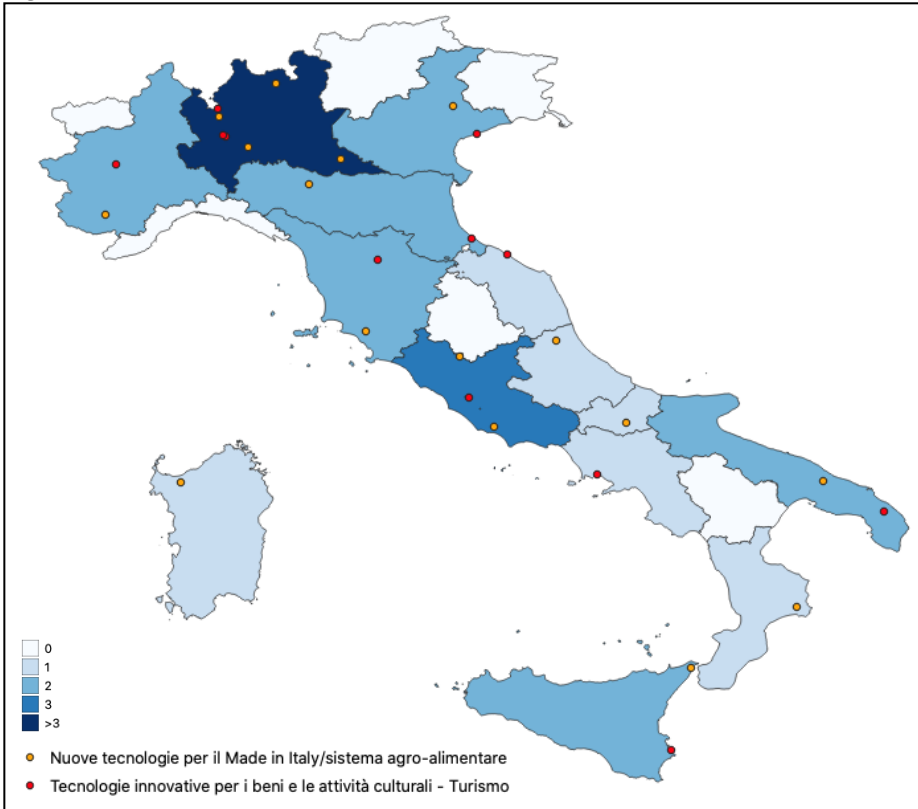 0
1
2
3
>3
Nuove tecnologie per il Made in Italy/sistema agro-alimentare
Tecnologie innovative per i beni e le attività culturali - Turismo